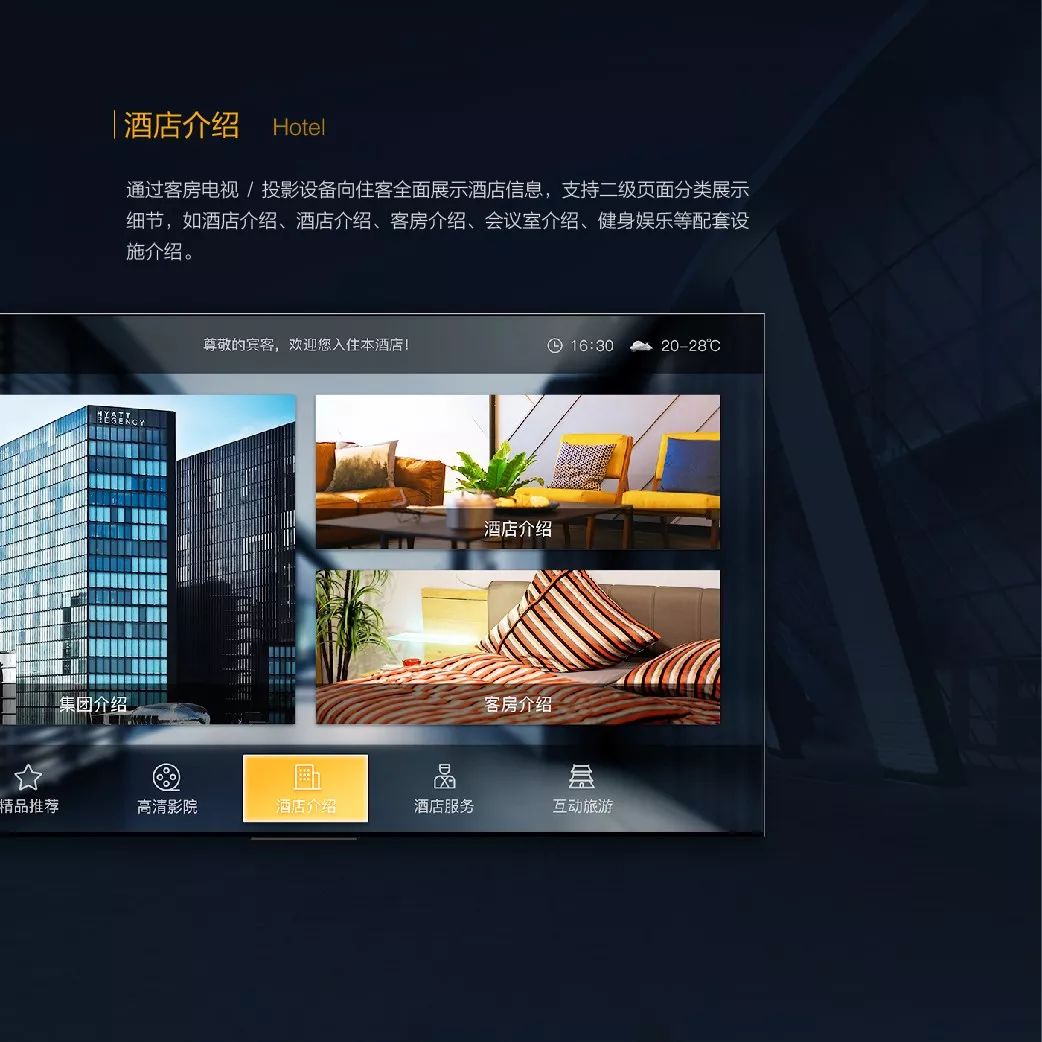 酒店介绍 Hotel
通过客房电视 / 投影设备向住客全面展示酒店信息，支持二级页面分类展示
细节，如酒店介绍、酒店介绍、客房介绍、会议室介绍、健身娱乐等配套设
施介绍。
尊敬的宾客，欢迎您入住本酒店！
16:30 20-28℃
HYATT
REGENCY
酒店介绍
集团介绍
客房介绍
精品推荐
高清影院
酒店介绍
酒店服务
互动旅游